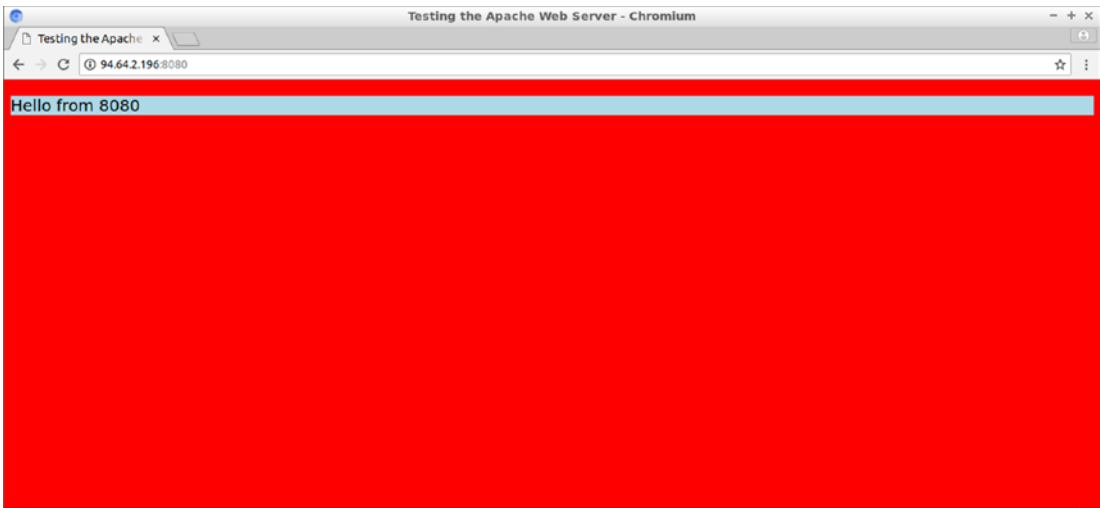 Testing the Apache Web Server - Chromium
Testing the Apache
94.64.2.196:8080
Hello from 8080